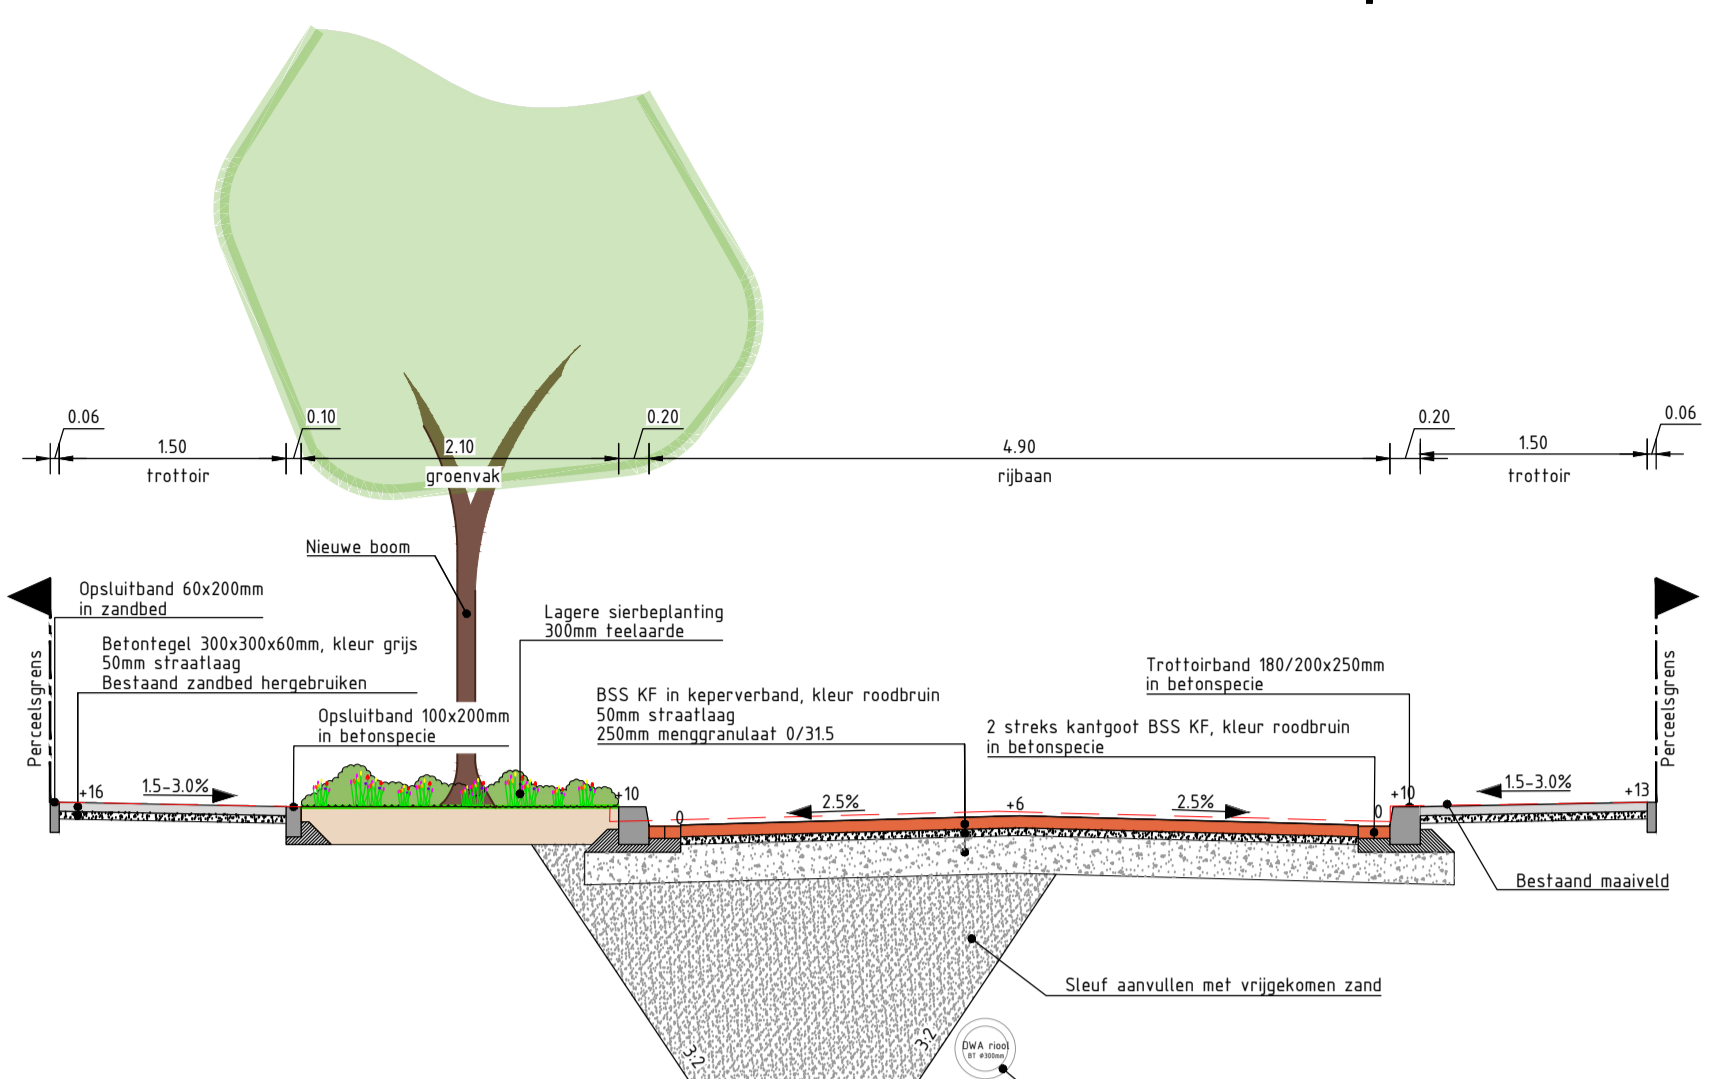 0.06
0.10
0.20
0.20
0.06
1.50
2.10
4.90
1.50
trottoir
groenvak
rijbaan
trottoir
Nieuwe boom
Opsluitband 60x200mm
in zandbed
Lagere sierbeplanting
300mm teelaarde
Betontegel 300x300x60mm, kleur grijs
50mm straatlaag
Bestaand zandbed hergebruiken
Perceelsgrens
Opsluitband 100x200mm
in betonspecie
BSS KF in keperverband, kleur roodbruin
50mm straatlaag
250mm menggranulaat 0/31.5
Trottoirband 180/200x250mm
in betonspecie
2 streks kantgoot BSS KF, kleur roodbruin
in betonspecie
Perceelsgrens
+16
1.5-3.0%
+10
0
2.5%
+6
2.5%
0
+10
1.5-3.0%
+13
Bestaand maaiveld
Sleuf aanvullen met vrijgekomen zand
3:2
3:2
DWA riool
BT Ø300mm